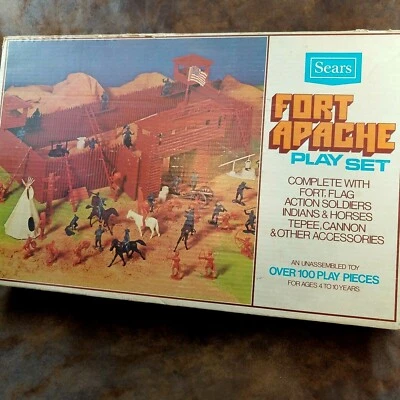 Sears
FORT
APACHE
PLAY SET
COMPLETE WITH
FORT, FLAG
ACTION SOLDIERS
INDIANS & HORSES
TEPEE, CANNON
& OTHER ACCESSORIES
AN UNASSEMBLED TOY
OVER 100 PLAY PIECES
FOR AGES 4 TO 10 YEARS